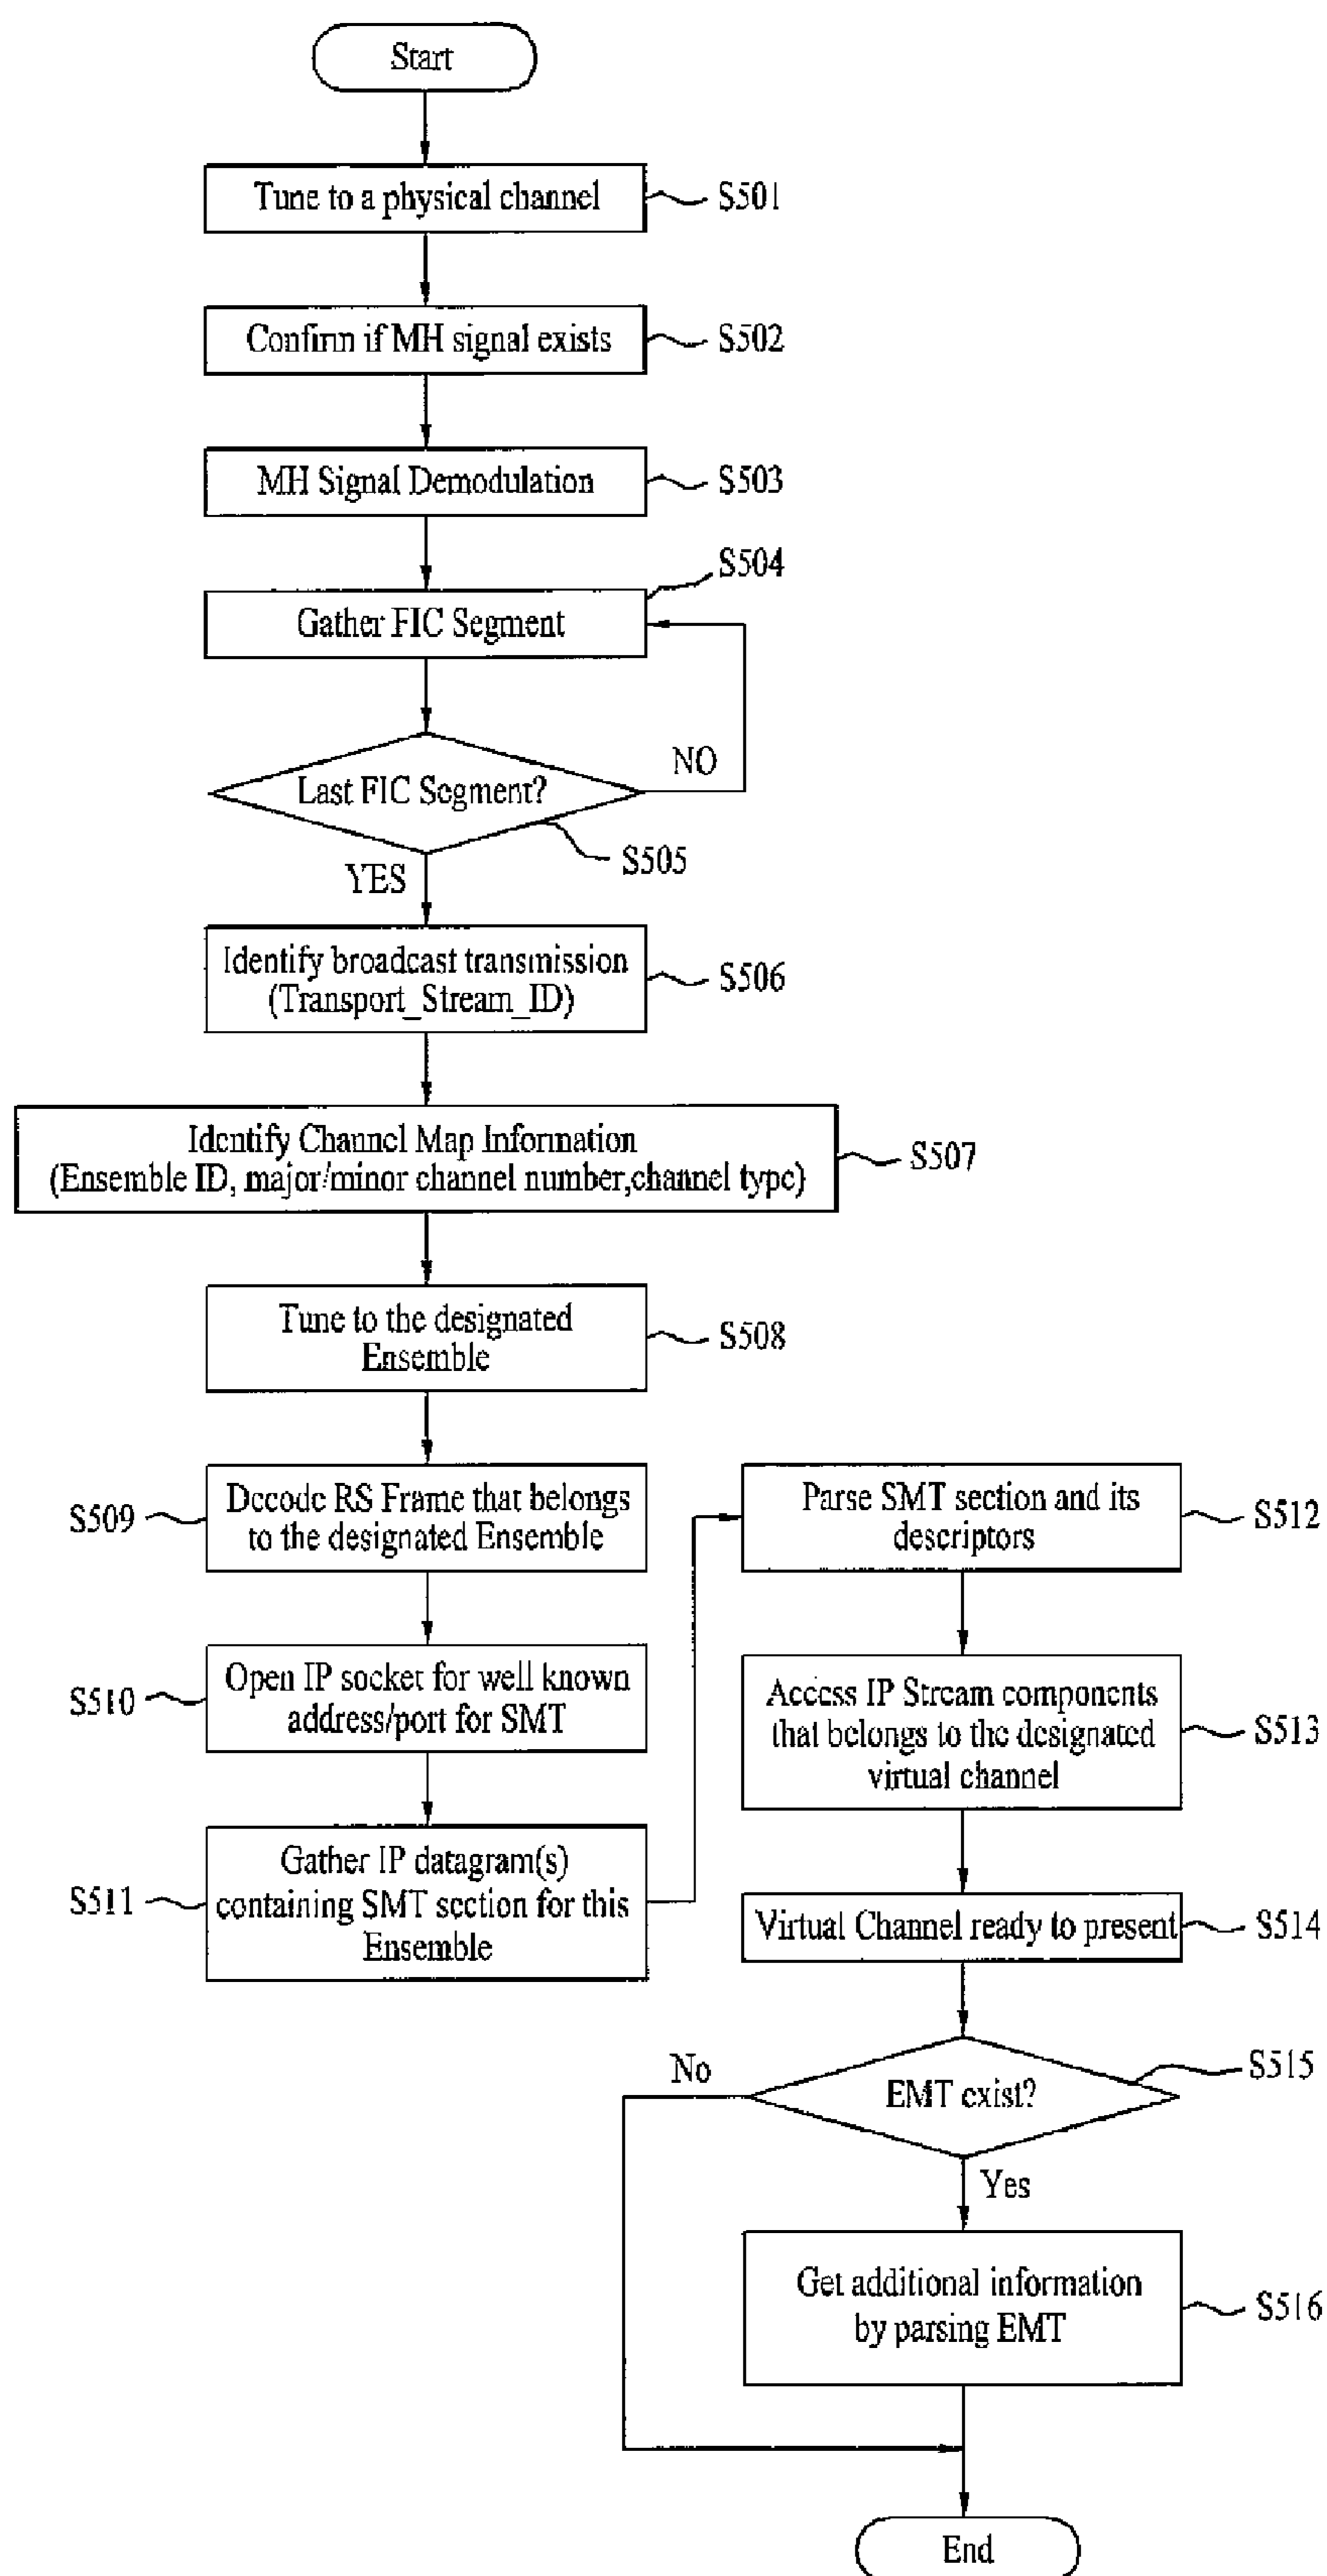 Start
Tune to a physical channel
S501
Confirm if MH signal exists
S502
MH Signal Demodulation
S503
S504
Gather FIC Segment
NO
Last FIC Segment?
S505
YES
Identify broadcast transmission
(Transport_Stream_ID)
S506
Identify Channel Map Information
(Ensemble ID, major/minor channel number,channel type)
S507
Tune to the designated
Ensemble
S508
S509
Decode RS Frame that belongs
to the designated Ensemble
S510
Open IP socket for well known
address/port for SMT
S511
Gather IP datagram(s)
containing SMT section for this
Ensemble
Parse SMT section and its
descriptors
S512
Access IP Stream components
that belongs to the designated
virtual channel
S513
Virtual Channel ready to present
S514
No
EMT exist?
S515
Yes
Get additional information
by parsing EMT
S516
End